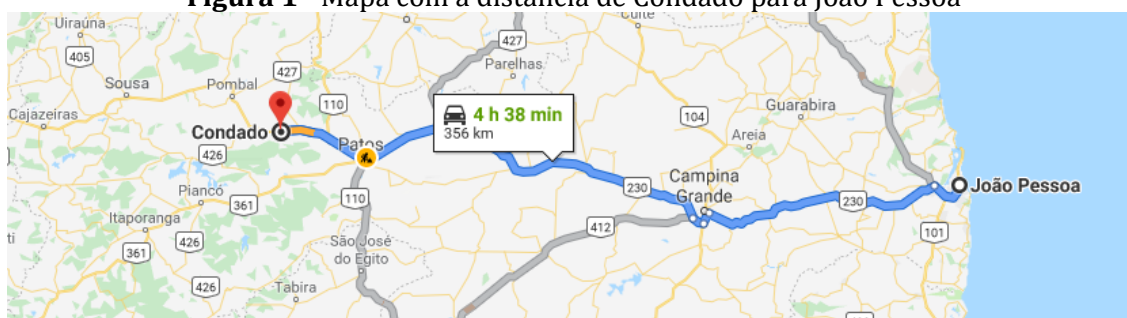 Figura 1 - Mapa com a distância de Condado para João Pessoa
Uiraúna
405
Sousa
Pombal
427
Cajazeiras
Condado
110
426
Patos
Piancó
361
Itaporanga
110
361
426
São José
do Egito
426
Tabira
427
Parelhas
4 h 38 min
356 km
104
Guarabira
Areia
Campina
Grande
230
230
412
João Pessoa
101